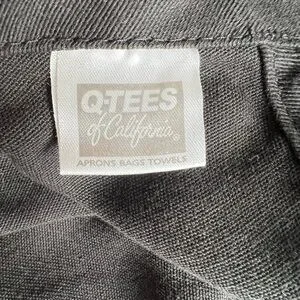 Q-TEES
of California®
APRONS BAGS TOWELS